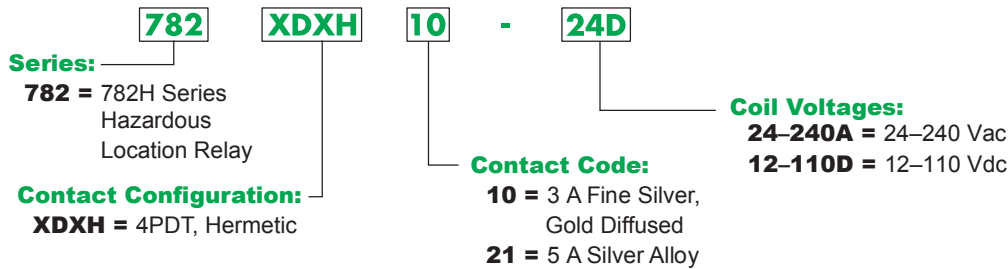 782 XDXH 10 - 24D
Series:
782 = 782H Series
Hazardous
Location Relay
Contact Configuration:
XDXH = 4PDT, Hermetic
Contact Code:
10 = 3 A Fine Silver,
Gold Diffused
21 = 5 A Silver Alloy
Coil Voltages:
24–240A = 24–240 Vac
12–110D = 12–110 Vdc